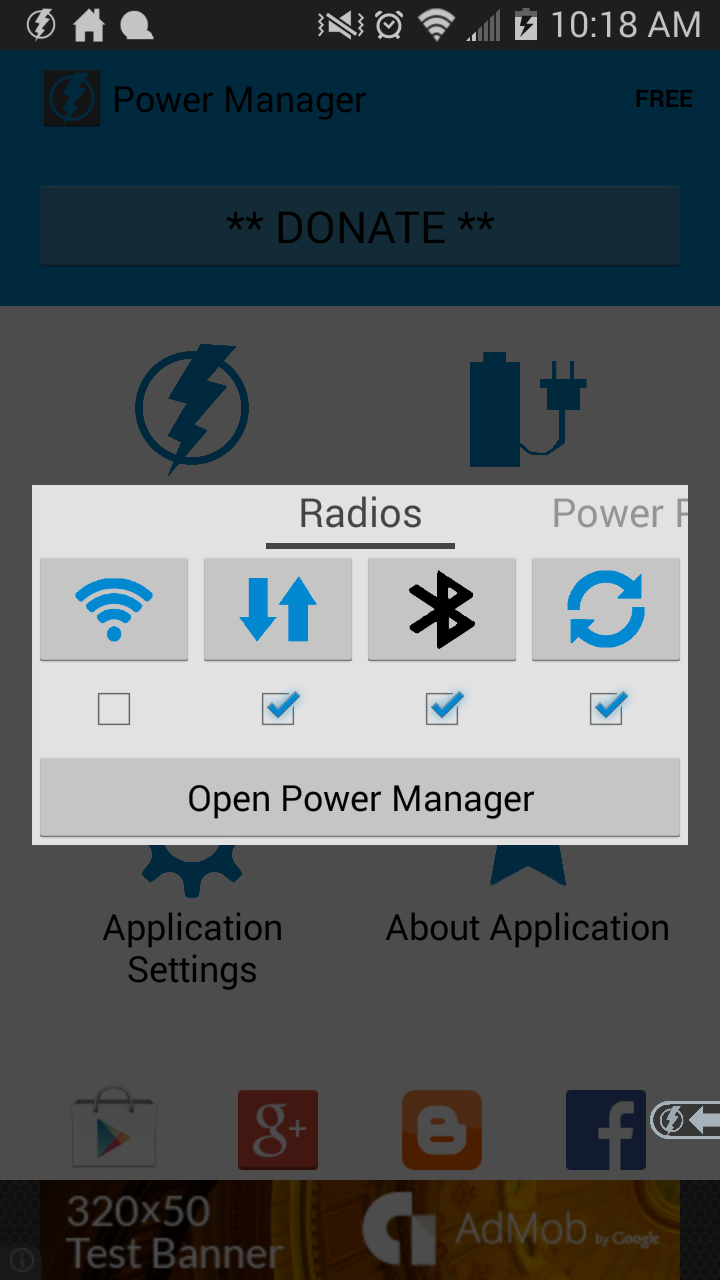 10:18 AM
Power Manager
FREE
** DONATE **
Radios
Power
Open Power Manager
Application
Settings
About Application
g+
320x50
Test Banner
AdMob by Google